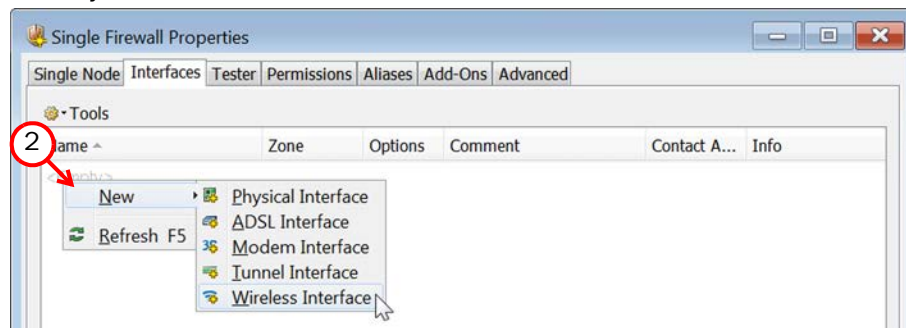 Single Firewall Properties
Single Node Interfaces Tester Permissions Aliases Add-Ons Advanced
Tools
2
Name Zone Options Comment Contact A... Info
<empty>
New
Refresh F5
Physical Interface
ADSL Interface
Modem Interface
Tunnel Interface
Wireless Interface